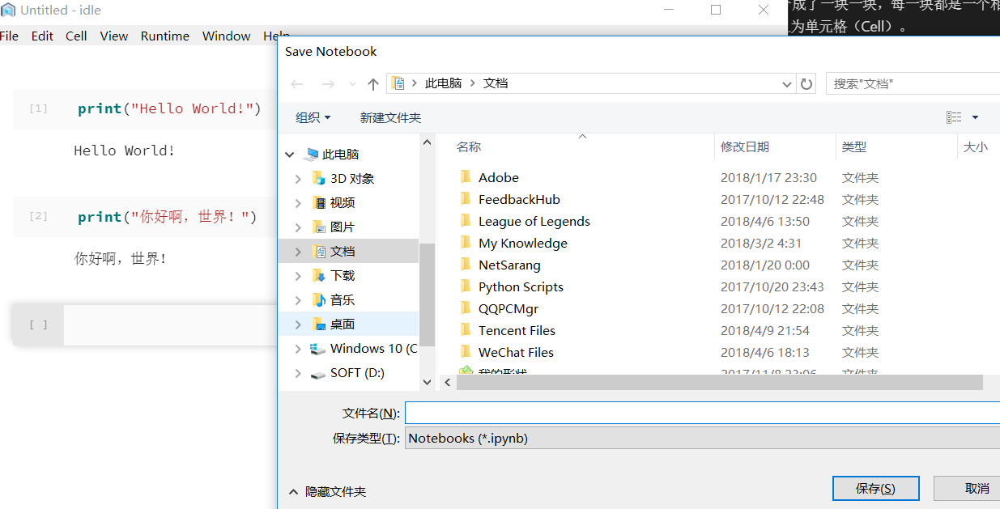 Untitled - idle
成了一块一块，每一块都是一个相
为单元格（Cell）。
File Edit Cell View Runtime Window Help
Save Notebook
此电脑 文档
搜索"文档"
组织 新建文件夹
[1] print("Hello World!")
Hello World!
[2] print("你好啊，世界！")
你好啊，世界！
[ ]
此电脑
3D 对象
视频
图片
文档
下载
音乐
桌面
Windows 10 (C
SOFT (D:)
名称 修改日期 类型 大小
Adobe 2018/1/17 23:30 文件夹
FeedbackHub 2017/10/12 22:48 文件夹
League of Legends 2018/4/6 13:50 文件夹
My Knowledge 2018/3/2 4:31 文件夹
NetSarang 2018/1/20 0:00 文件夹
Python Scripts 2017/10/20 23:43 文件夹
QQPCMgr 2017/10/12 22:08 文件夹
Tencent Files 2018/4/9 21:54 文件夹
WeChat Files 2018/4/6 18:13 文件夹
我的形状 2017/11/8 23:06 文件夹
文件名(N):
保存类型(T): Notebooks (*.ipynb)
隐藏文件夹
保存(S) 取消